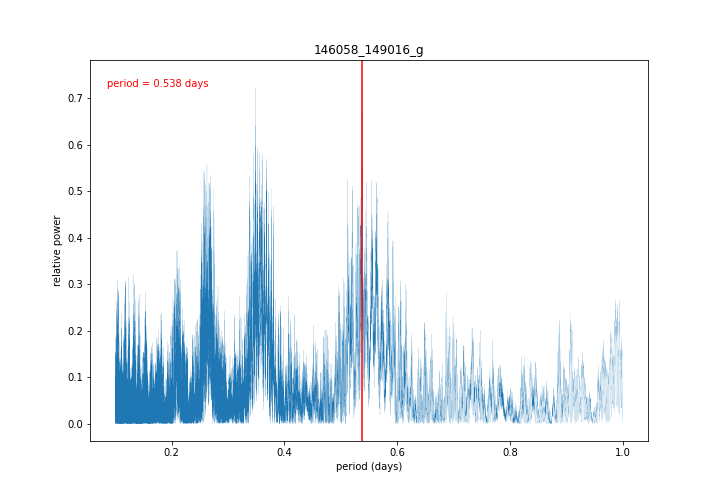 146058_149016_g
period = 0.538 days
relative power
0.7
0.6
0.5
0.4
0.3
0.2
0.1
0.0
0.2 0.4 0.6 0.8 1.0
period (days)